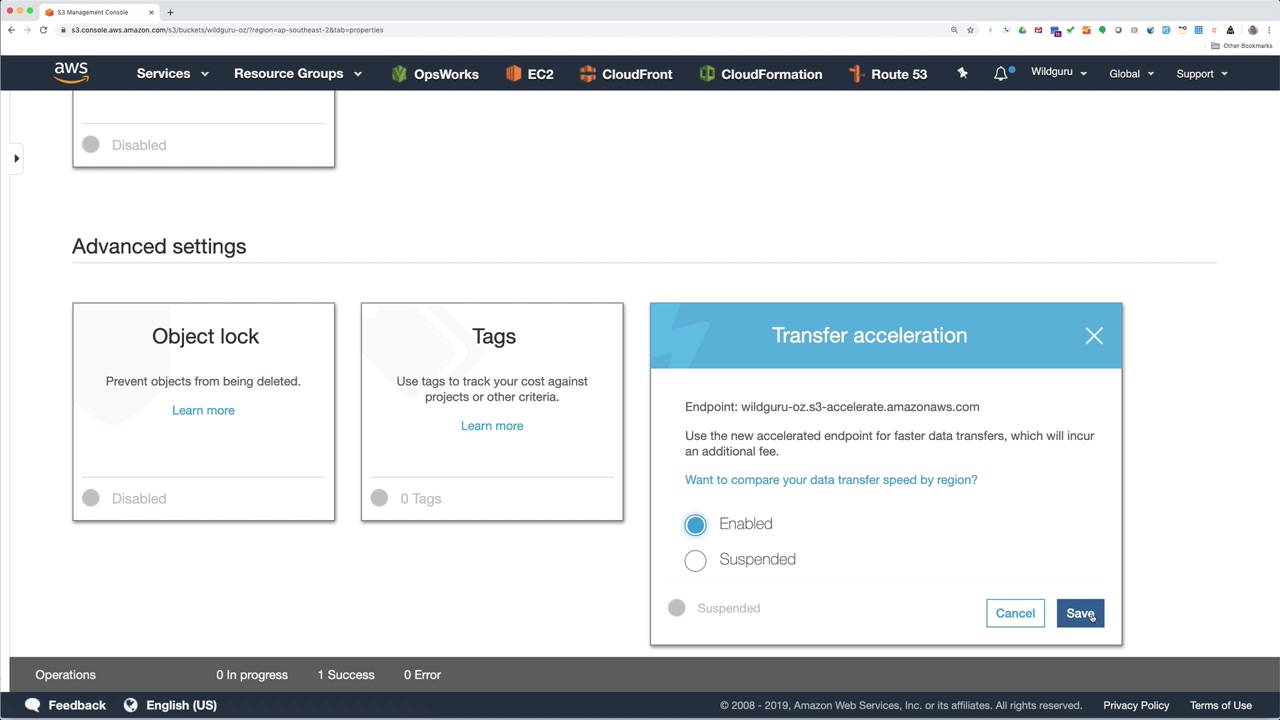 S3 Management Console
s3.console.aws.amazon.com/s3/buckets/wildguru-oz/?region=ap-southeast-2&tab=properties
Other Bookmarks
aws
Services
Resource Groups
OpsWorks
EC2
CloudFront
CloudFormation
Route 53
Wildguru
Global
Support
Disabled
Advanced settings
Object lock
Prevent objects from being deleted.
Learn more
Disabled
Tags
Use tags to track your cost against
projects or other criteria.
Learn more
0 Tags
Transfer acceleration
Endpoint: wildguru-oz.s3-accelerate.amazonaws.com
Use the new accelerated endpoint for faster data transfers, which will incur
an additional fee.
Want to compare your data transfer speed by region?
Enabled
Suspended
Suspended
Cancel
Save
Operations
0 In progress
1 Success
0 Error
Feedback
English (US)
© 2008 - 2019, Amazon Web Services, Inc. or its affiliates. All rights reserved.
Privacy Policy
Terms of Use